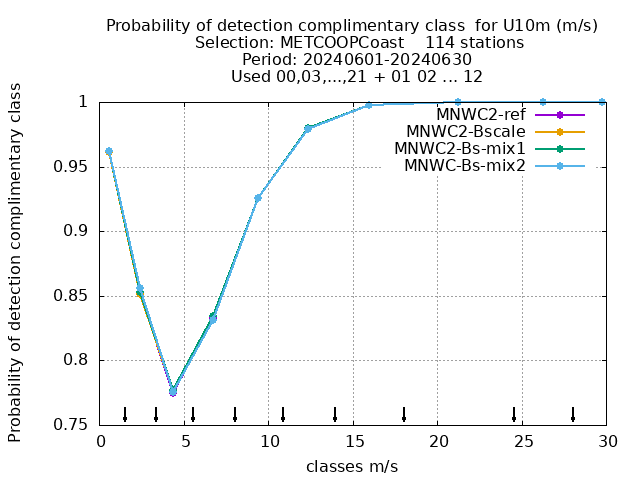 Probability of detection complimentary class  for U10m (m/s)
Selection: METCOOPCoast    114 stations
Period: 20240601-20240630
Used 00,03,...,21 + 01 02 ... 12
Probability of detection complimentary class
1
0.95
0.9
0.85
0.8
0.75
MNWC2-ref
MNWC2-Bscale
MNWC2-Bs-mix1
MNWC-Bs-mix2
0 5 10 15 20 25 30
classes m/s